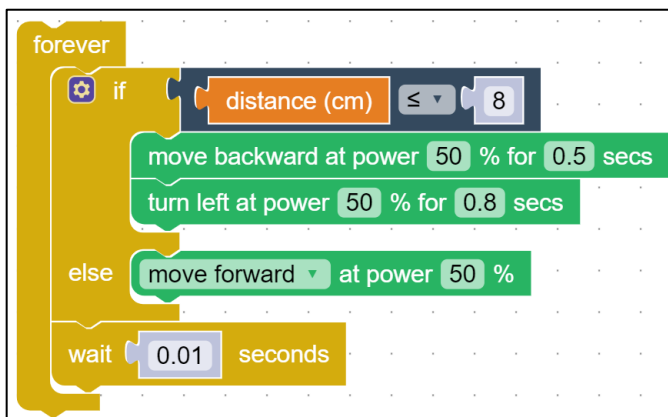 forever
if distance (cm) ≤ 8
move backward at power 50 % for 0.5 secs
turn left at power 50 % for 0.8 secs
else move forward at power 50 %
wait 0.01 seconds